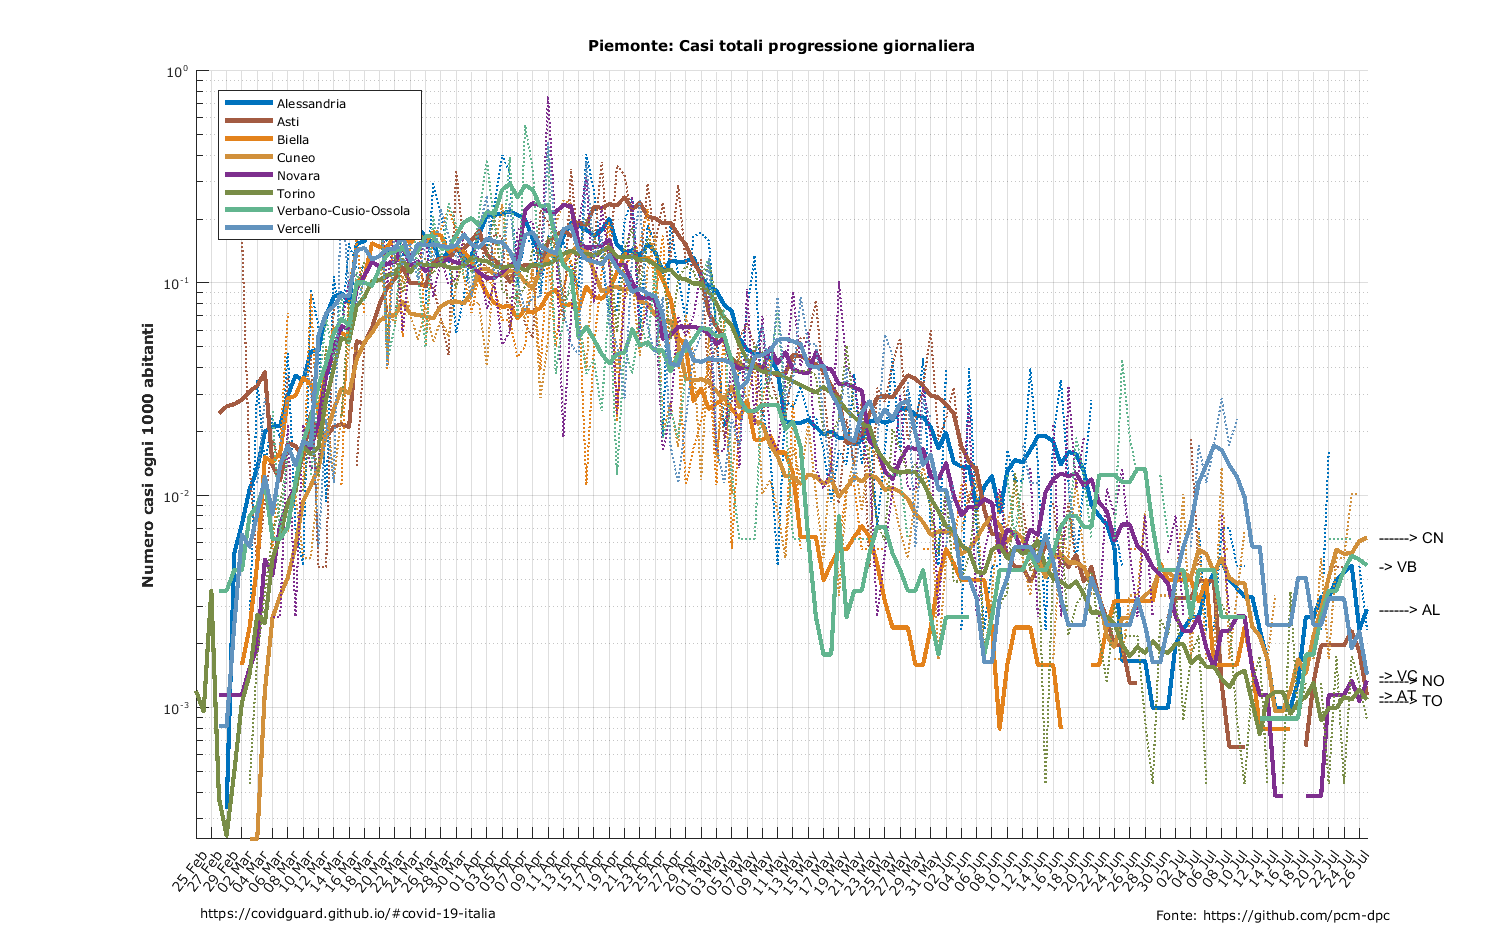 Piemonte: Casi totali progressione giornaliera
10⁰
10⁻¹
10⁻²
10⁻³
Numero casi ogni 1000 abitanti
Alessandria
Asti
Biella
Cuneo
Novara
Torino
Verbano-Cusio-Ossola
Vercelli
------> CN
-> VB
------> AL
-> VC
------> NO
-> AT
------> TO
25 Feb
27 Feb
29 Feb
02 Mar
04 Mar
06 Mar
08 Mar
10 Mar
12 Mar
14 Mar
16 Mar
18 Mar
20 Mar
22 Mar
24 Mar
26 Mar
28 Mar
30 Mar
01 Apr
03 Apr
05 Apr
07 Apr
09 Apr
11 Apr
13 Apr
15 Apr
17 Apr
19 Apr
21 Apr
23 Apr
25 Apr
27 Apr
29 Apr
01 May
03 May
05 May
07 May
09 May
11 May
13 May
15 May
17 May
19 May
21 May
23 May
25 May
27 May
29 May
31 May
02 Jun
04 Jun
06 Jun
08 Jun
10 Jun
12 Jun
14 Jun
16 Jun
18 Jun
20 Jun
22 Jun
24 Jun
26 Jun
28 Jun
30 Jun
02 Jul
04 Jul
06 Jul
08 Jul
10 Jul
12 Jul
14 Jul
16 Jul
18 Jul
20 Jul
22 Jul
24 Jul
26 Jul
https://covidguard.github.io/#covid-19-italia
Fonte: https://github.com/pcm-dpc